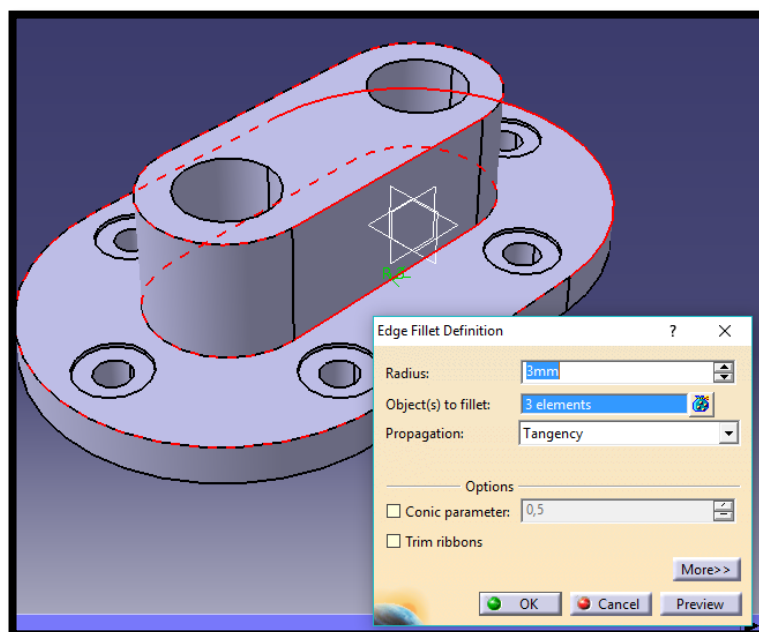 Edge Fillet Definition ? X
Radius: 3mm
Object(s) to fillet: 3 elements
Propagation: Tangency
Options
Conic parameter: 0,5
Trim ribbons
More>>
OK Cancel Preview